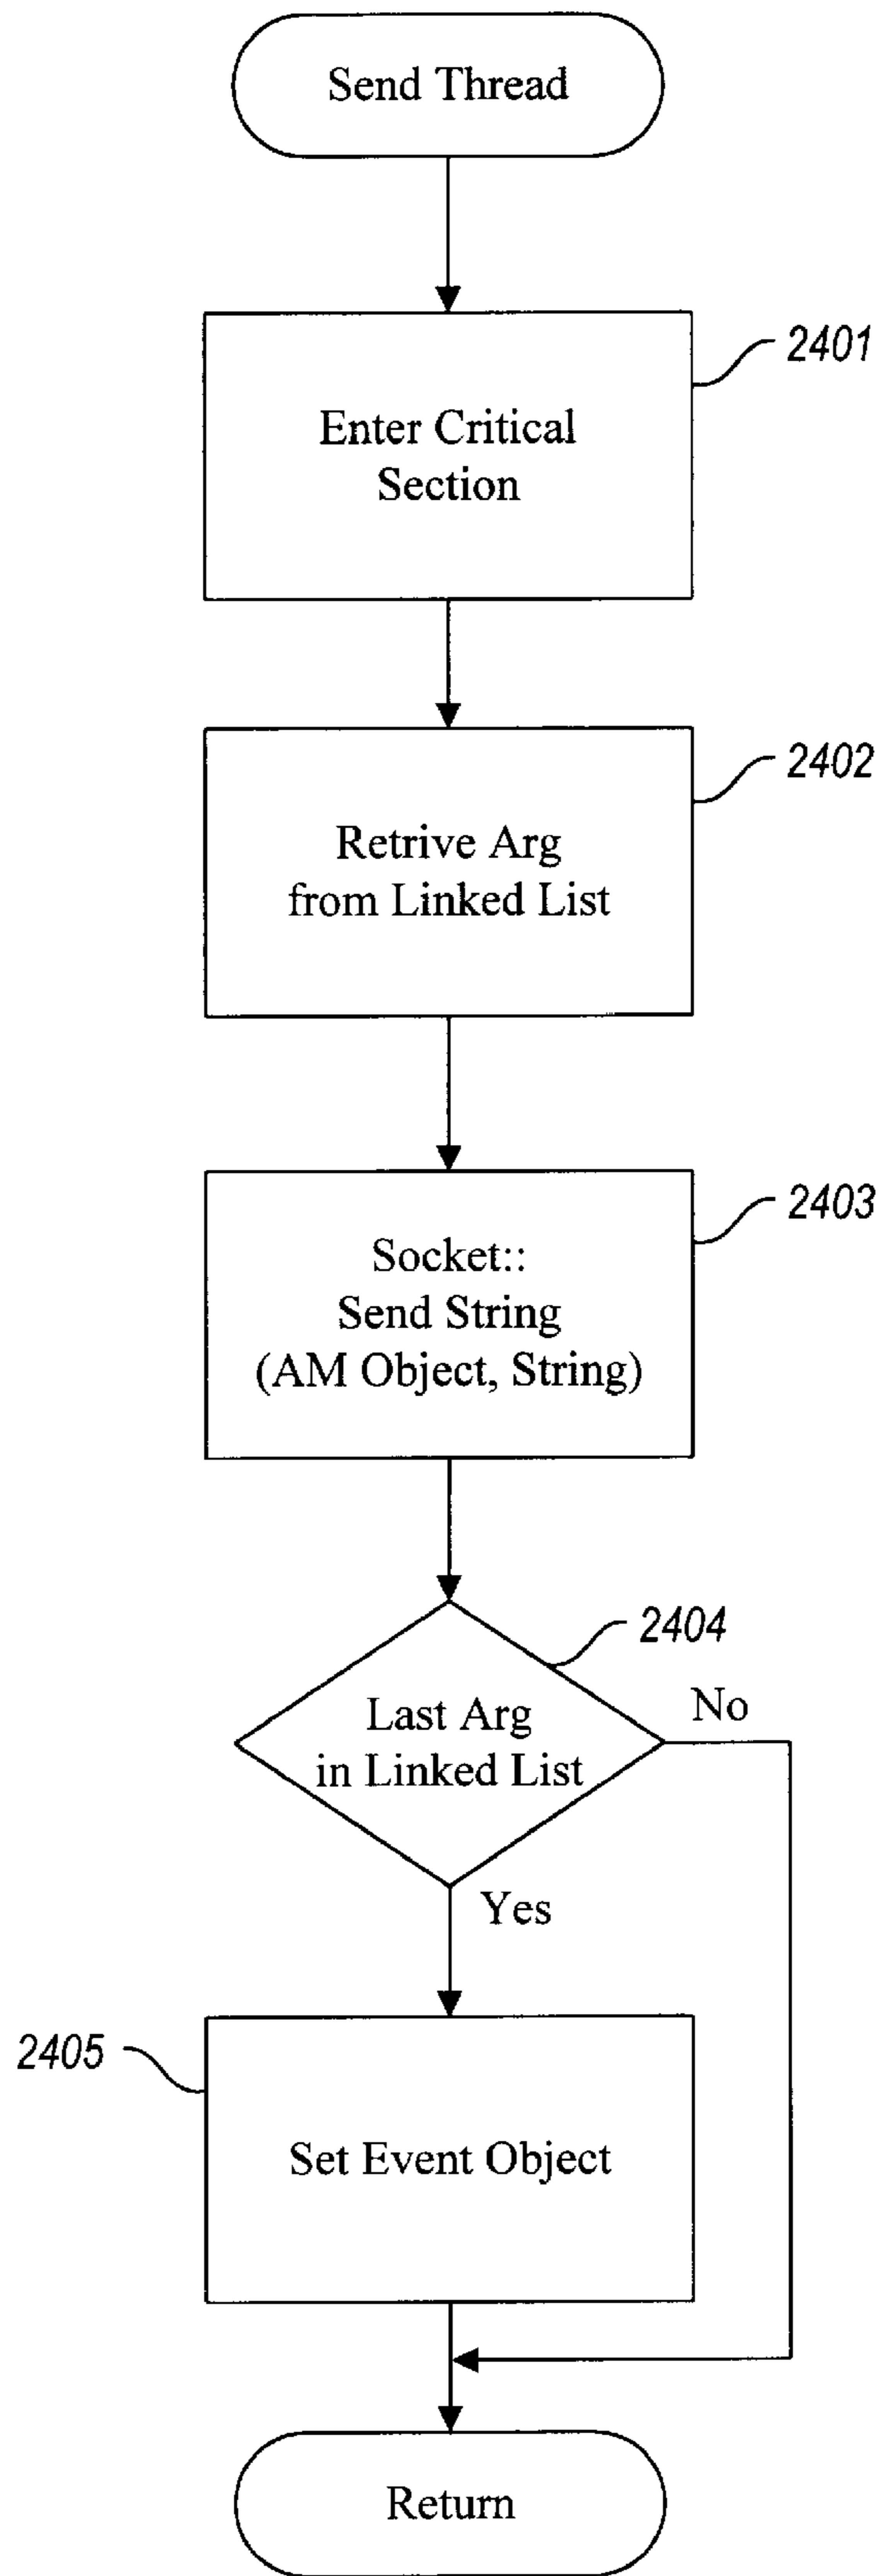 Send Thread
2401
Enter Critical
Section
2402
Retrive Arg
from Linked List
2403
Socket::
Send String
(AM Object, String)
2404
No
Last Arg
in Linked List
Yes
2405
Set Event Object
Return